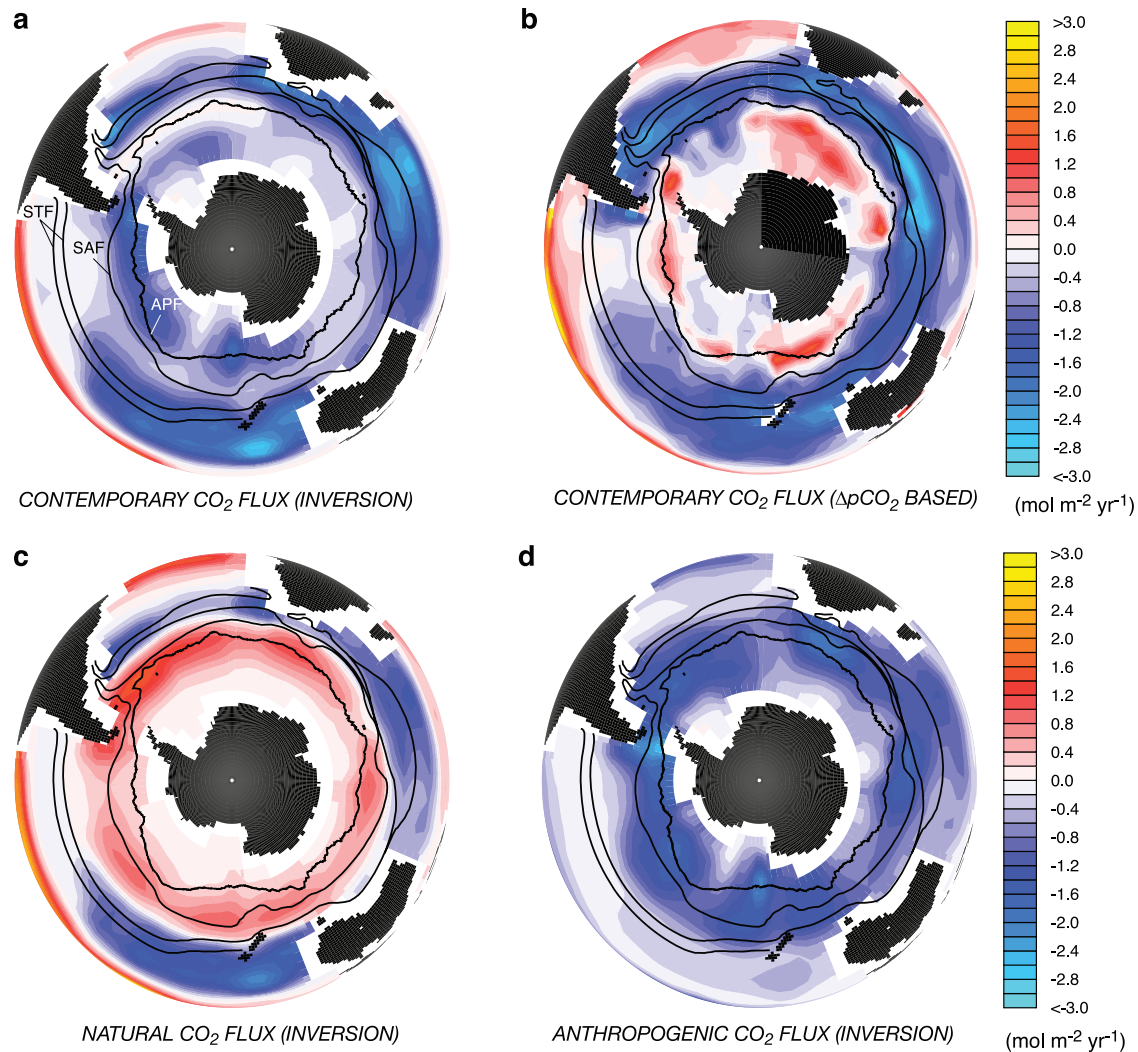 a
b
STF
SAF
APF
>3.0
2.8
2.4
2.0
1.6
1.2
0.8
0.4
0.0
-0.4
-0.8
-1.2
-1.6
-2.0
-2.4
-2.8
<-3.0
(mol m⁻² yr⁻¹)
CONTEMPORARY CO₂ FLUX (INVERSION)
CONTEMPORARY CO₂ FLUX (ΔpCO₂ BASED)
c
d
>3.0
2.8
2.4
2.0
1.6
1.2
0.8
0.4
0.0
-0.4
-0.8
-1.2
-1.6
-2.0
-2.4
-2.8
<-3.0
(mol m⁻² yr⁻¹)
NATURAL CO₂ FLUX (INVERSION)
ANTHROPOGENIC CO₂ FLUX (INVERSION)